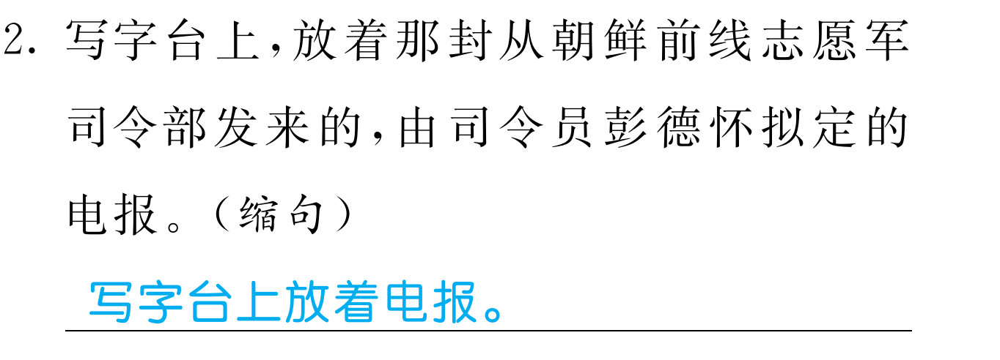 2. 写字台上,放着那封从朝鲜前线志愿军
司令部发来的,由司令员彭德怀拟定的
电报。(缩句)
写字台上放着电报。